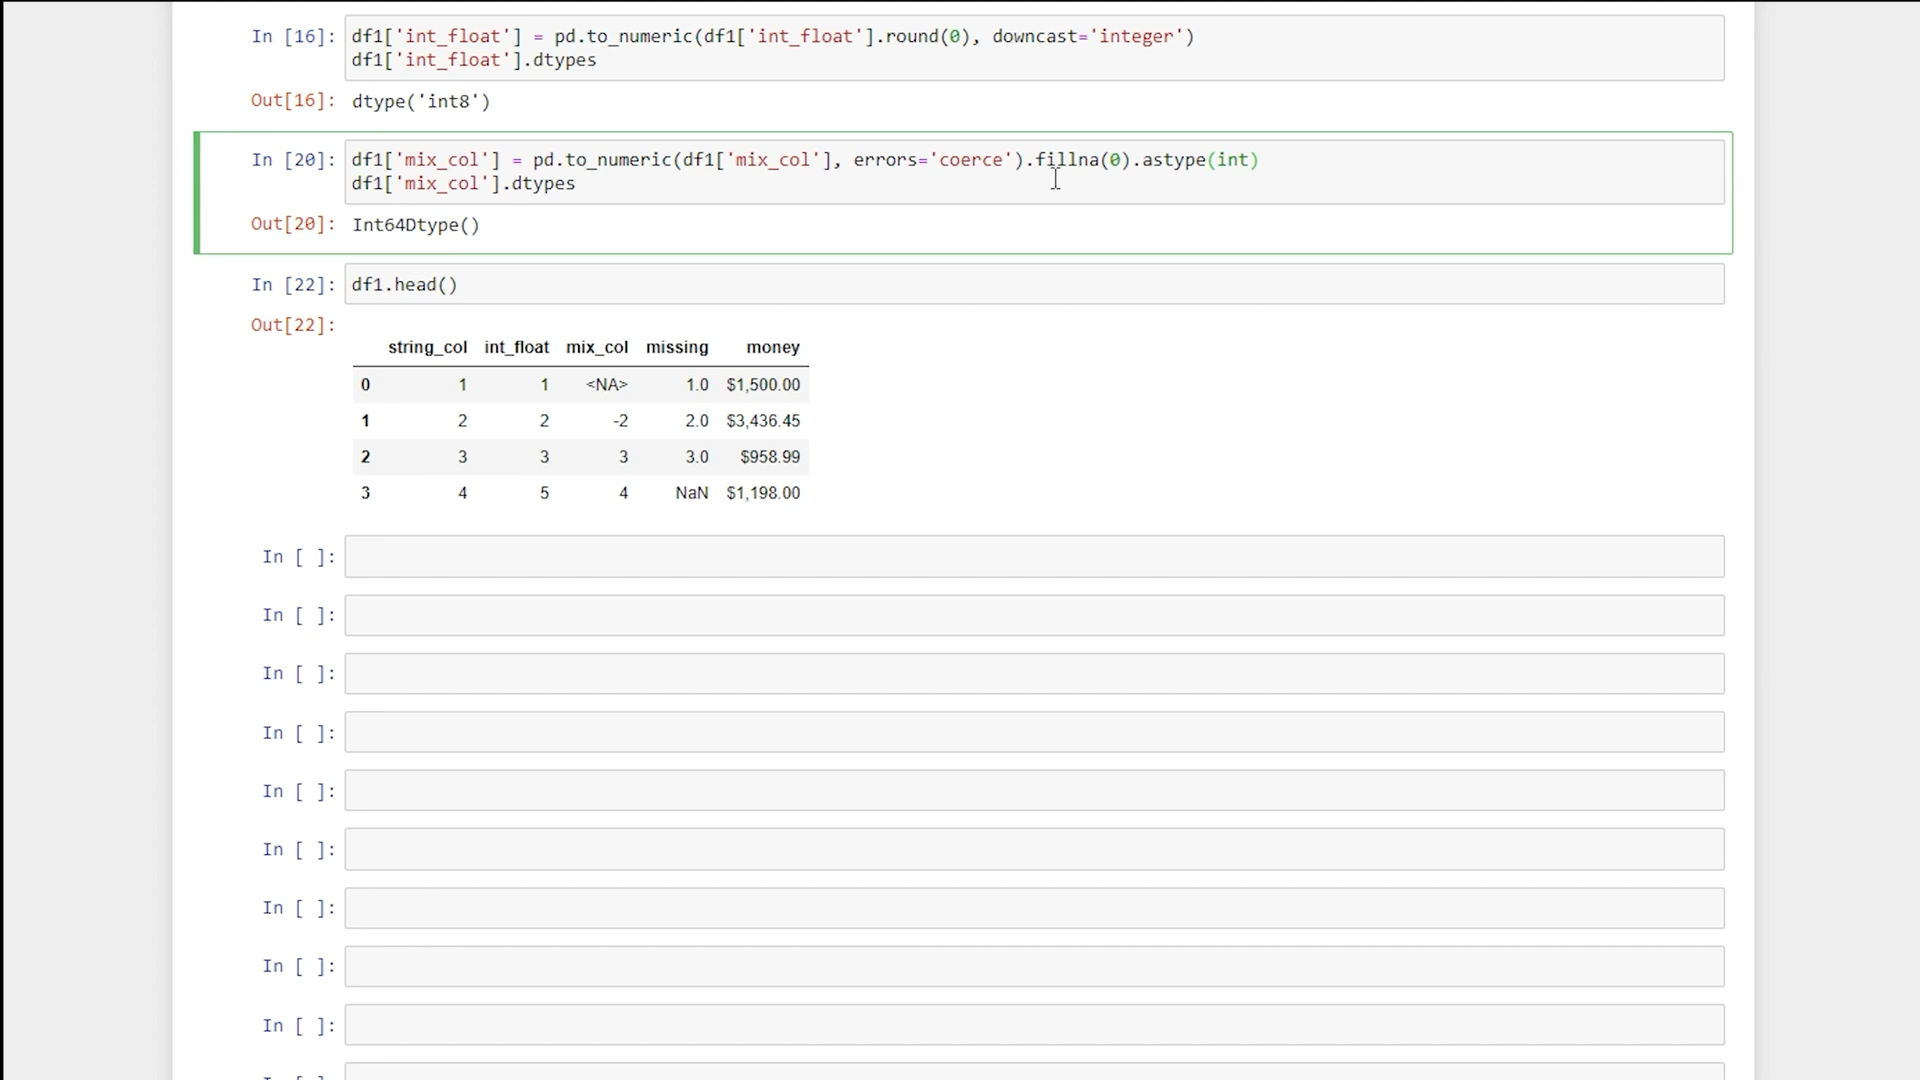 In [16]: df1['int_float'] = pd.to_numeric(df1['int_float'].round(0), downcast='integer')
df1['int_float'].dtypes
Out[16]: dtype('int8')
In [20]: df1['mix_col'] = pd.to_numeric(df1['mix_col'], errors='coerce').fillna(0).astype(int)
df1['mix_col'].dtypes
Out[20]: Int64Dtype()
In [22]: df1.head()
Out[22]:
string_col int_float mix_col missing money
0 1 1 <NA> 1.0 $1,500.00
1 2 2 -2 2.0 $3,436.45
2 3 3 3 3.0 $958.99
3 4 5 4 NaN $1,198.00
In [ ]:
In [ ]:
In [ ]:
In [ ]:
In [ ]:
In [ ]:
In [ ]:
In [ ]:
In [ ]: